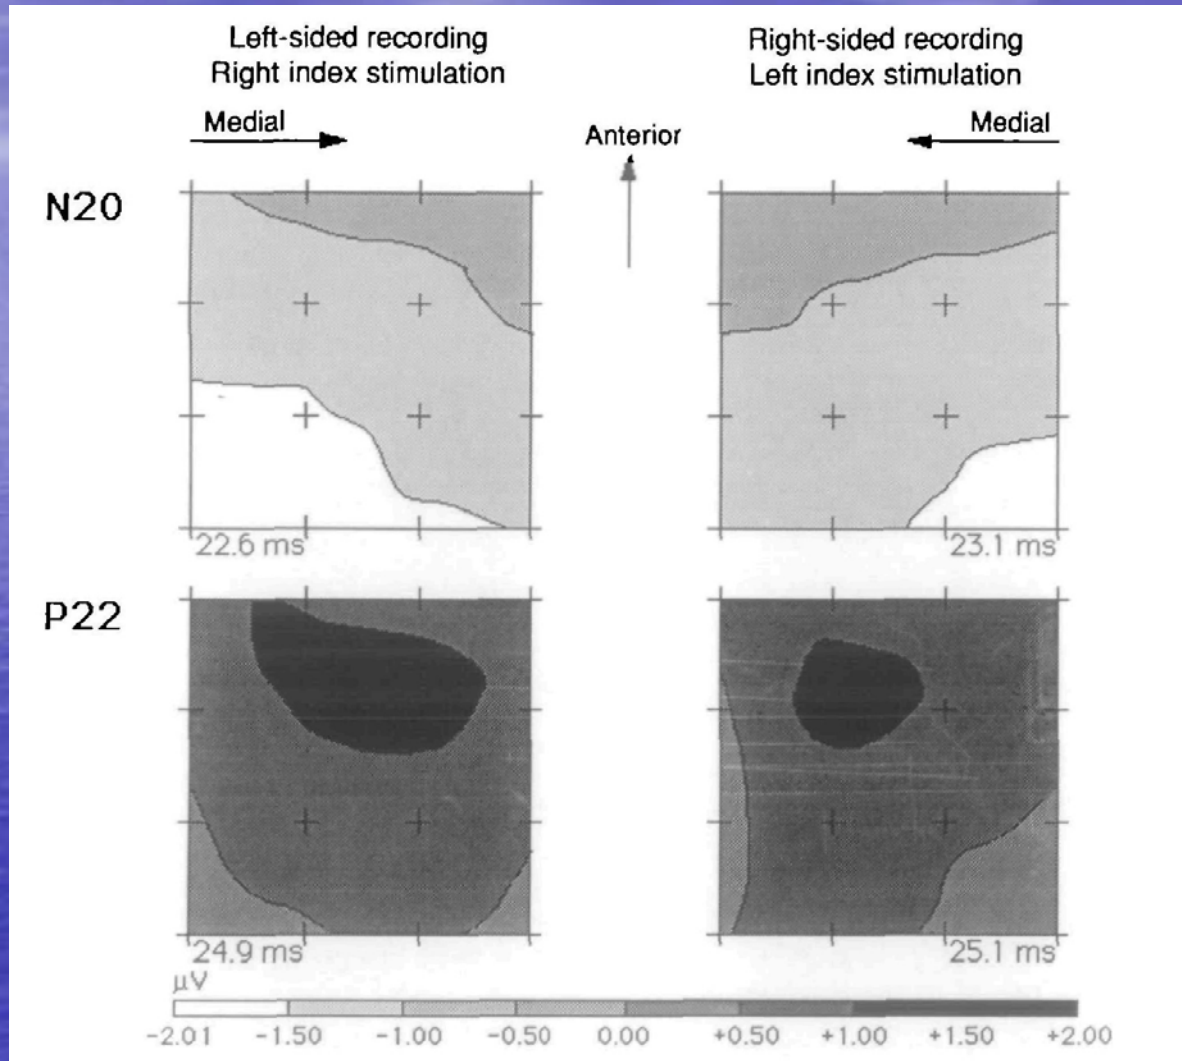 Left-sided recording
Right index stimulation
Right-sided recording
Left index stimulation
Medial
Anterior
Medial
N20
22.6 ms
23.1 ms
P22
24.9 ms
25.1 ms
μV
-2.01 -1.50 -1.00 -0.50 0.00 +0.50 +1.00 +1.50 +2.00